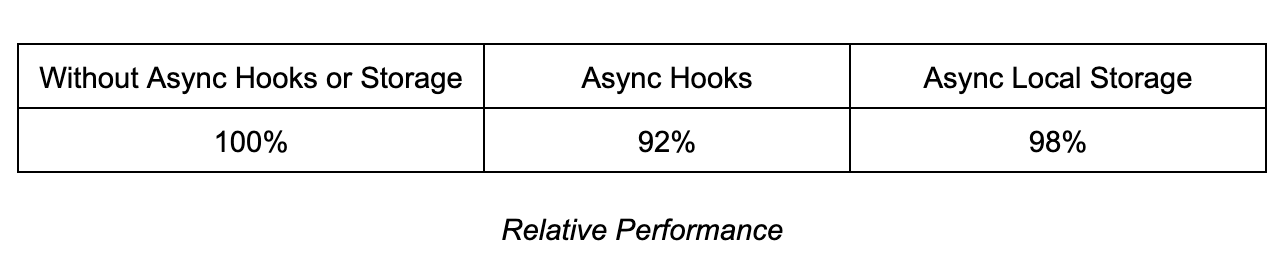 Without Async Hooks or Storage Async Hooks Async Local Storage
100% 92% 98%
Relative Performance